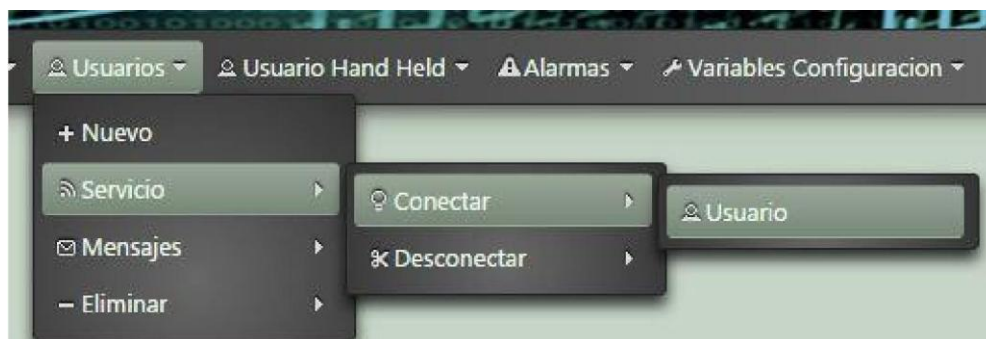 Usuarios
Usuario Hand Held
Alarmas
Variables Configuracion
Nuevo
Servicio
Mensajes
Eliminar
Conectar
Desconectar
Usuario